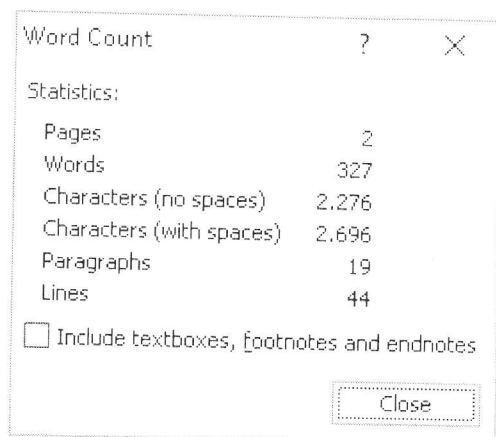 Word Count ? ×
Statistics:
Pages 2
Words 327
Characters (no spaces) 2.276
Characters (with spaces) 2.696
Paragraphs 19
Lines 44
Include textboxes, footnotes and endnotes
Close